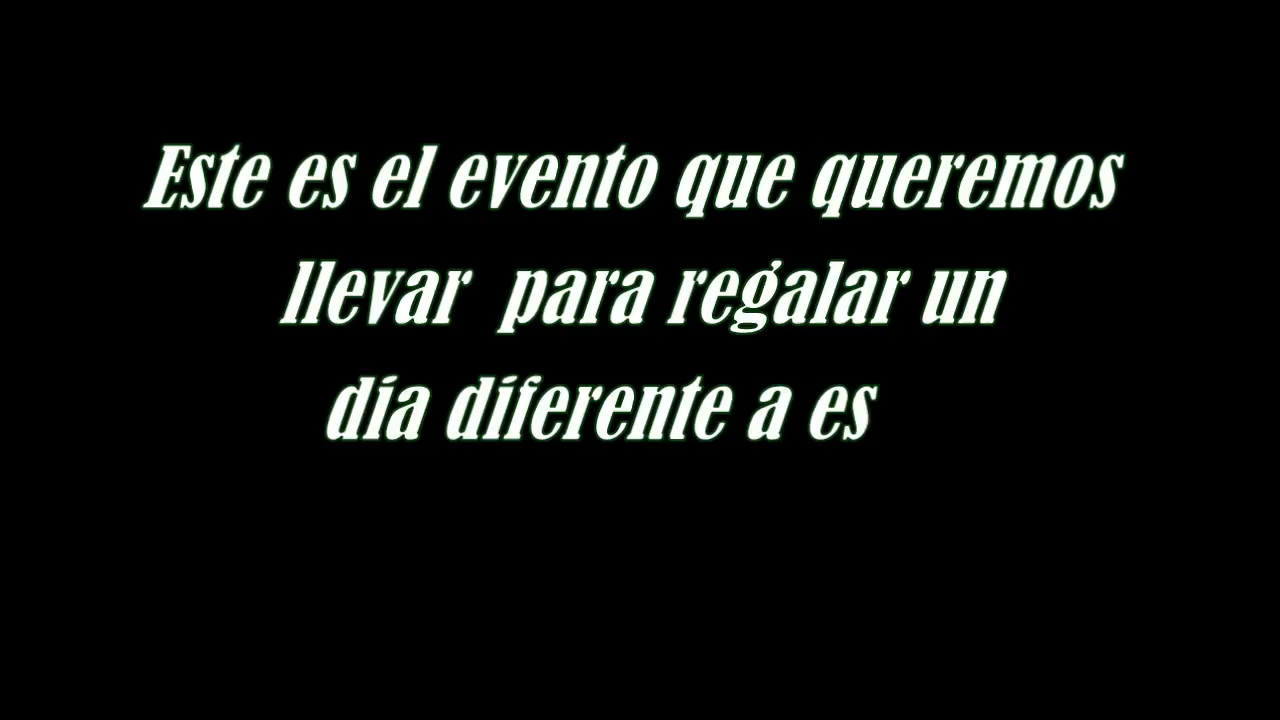 Este es el evento que queremos
llevar para regalar un
dia diferente a es